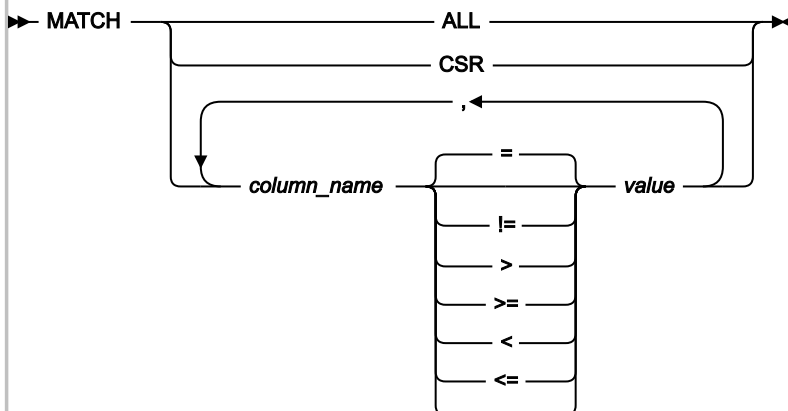 MATCH ALL
CSR
,
=
column_name value
!=
>
>=
<
<=